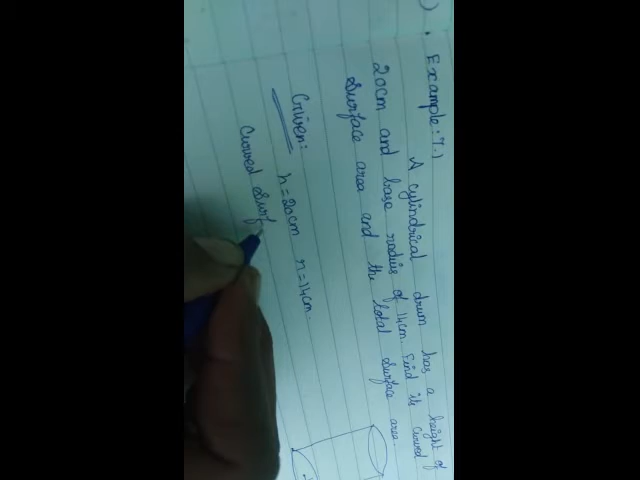 Example: 7.1
A cylindrical drum has a height of
20cm and base radius of 14cm. Find its curved
surface area and the total surface area.
Given: h = 20cm r = 14cm.
Curved Surf